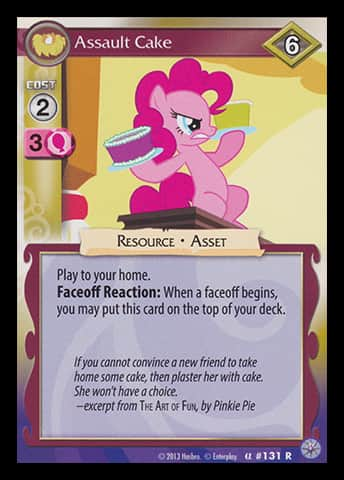 Assault Cake
6
COST
2
3
RESOURCE • ASSET
Play to your home.
Faceoff Reaction: When a faceoff begins,
you may put this card on the top of your deck.
If you cannot convince a new friend to take
home some cake, then plaster her with cake.
She won't have a choice.
–excerpt from THE ART OF FUN, by Pinkie Pie
© 2013 Hasbro. © Enterplay α #131 R